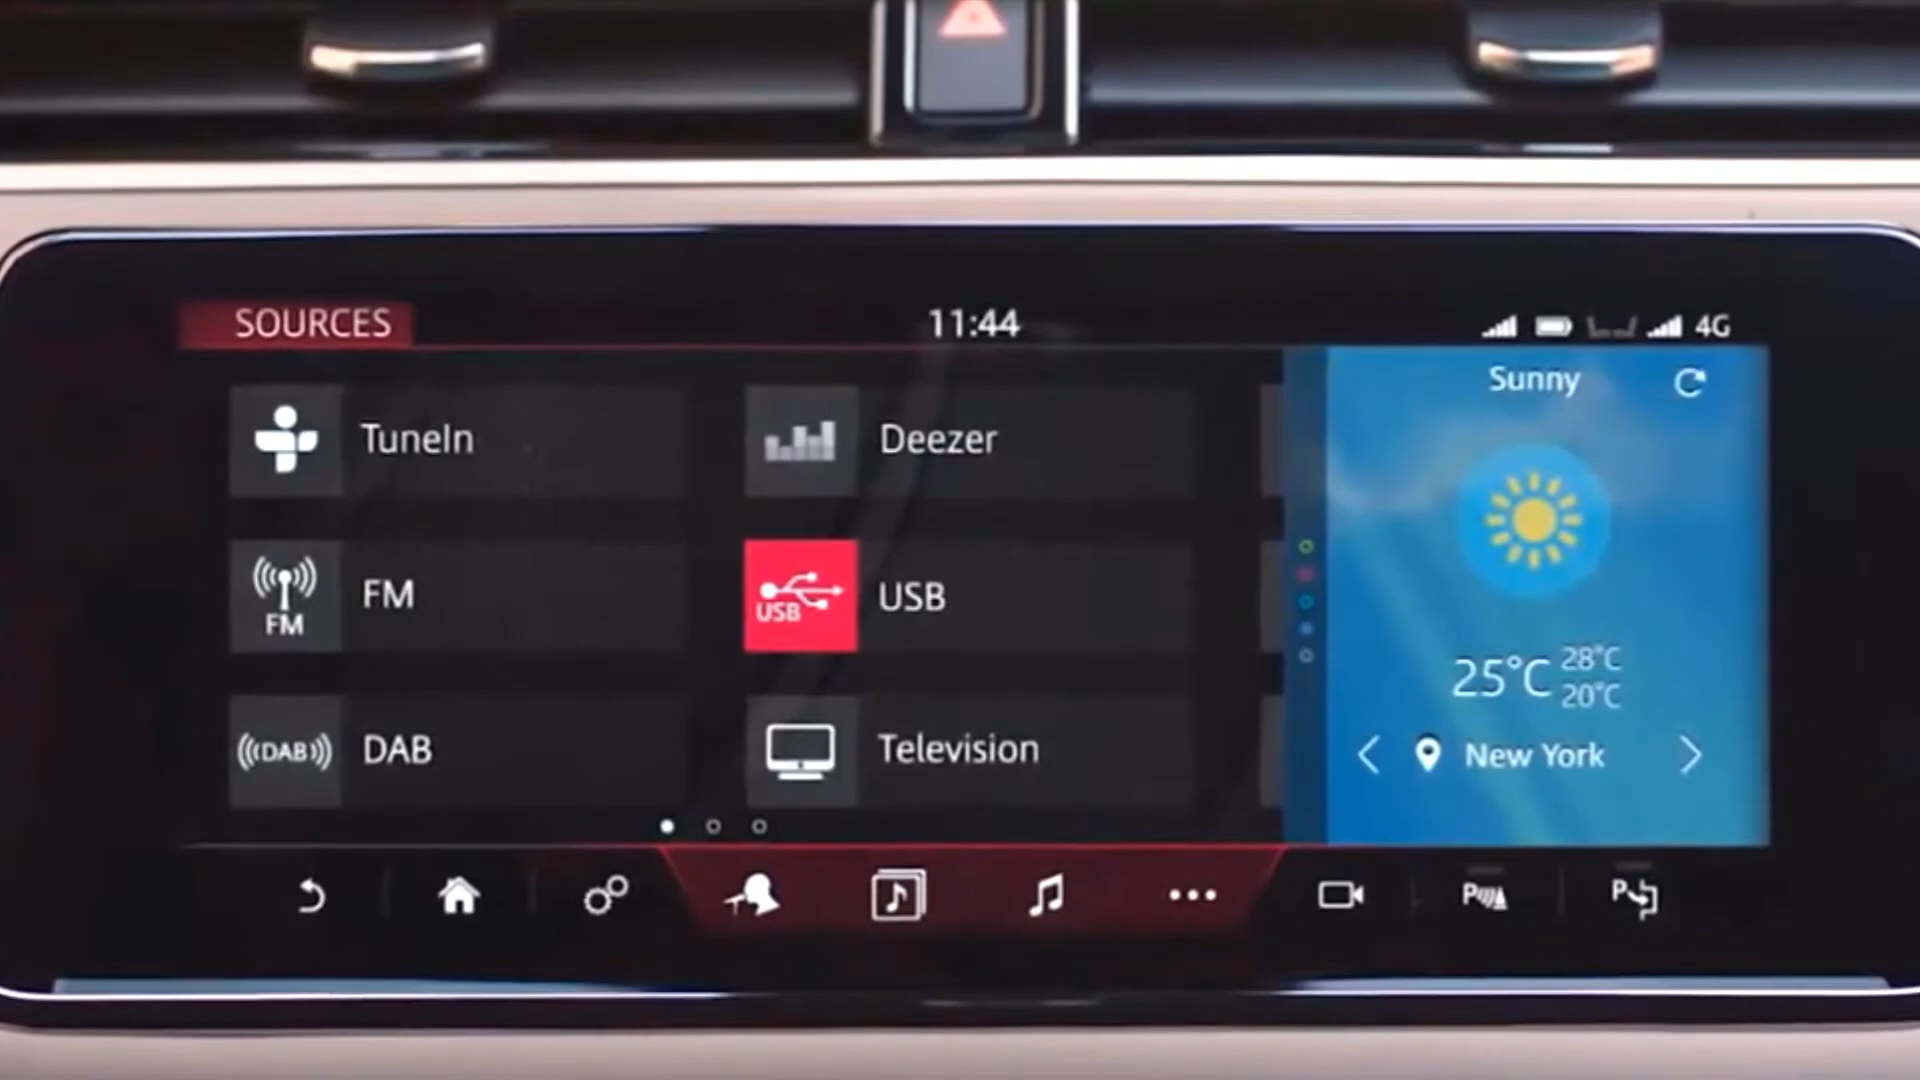 SOURCES
11:44
4G
TuneIn
Deezer
FM
FM
USB
USB
DAB
DAB
Television
Sunny
25°C
28°C
20°C
New York
P
P